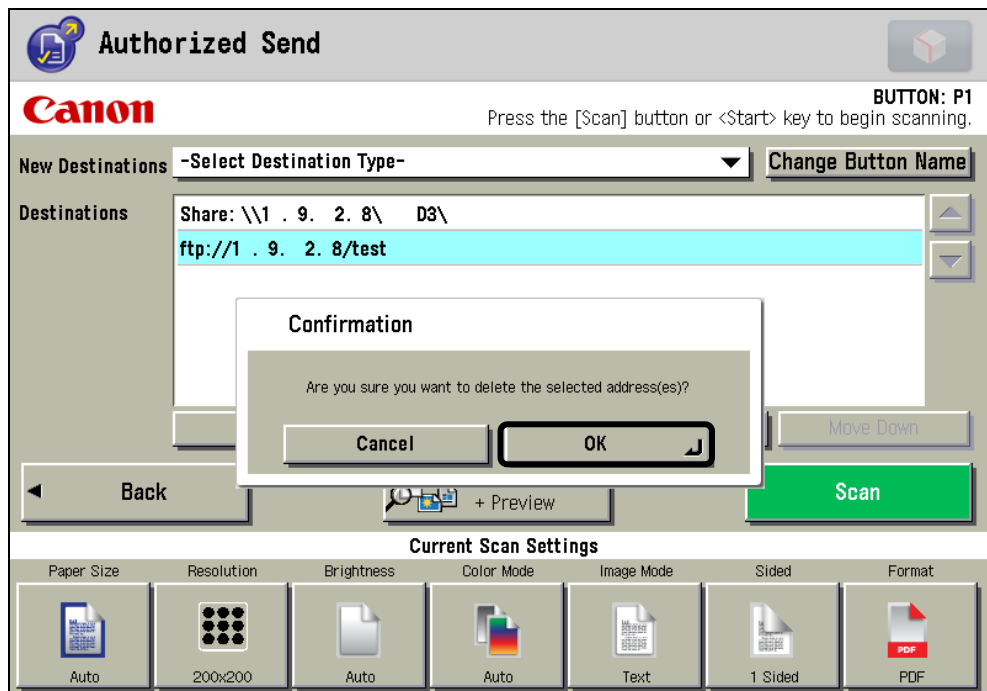 Authorized Send
Canon
BUTTON: P1
Press the [Scan] button or <Start> key to begin scanning.
New Destinations
-Select Destination Type-
Change Button Name
Destinations
Share: \\1 . 9. 2. 8\ D3\
ftp://1 . 9. 2. 8/test
Confirmation
Are you sure you want to delete the selected address(es)?
Cancel
OK
Move Down
Back
+ Preview
Scan
Current Scan Settings
Paper Size Resolution Brightness Color Mode Image Mode Sided Format
PDF
Auto 200x200 Auto Auto Text 1 Sided PDF